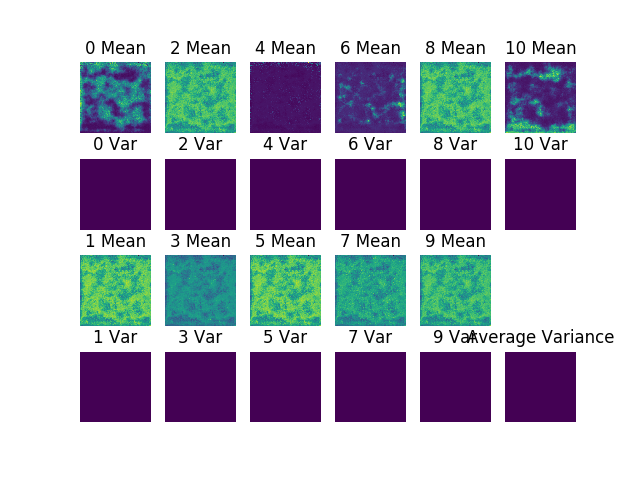 0 Mean 2 Mean 4 Mean 6 Mean 8 Mean 10 Mean
0 Var 2 Var 4 Var 6 Var 8 Var 10 Var
1 Mean 3 Mean 5 Mean 7 Mean 9 Mean
1 Var 3 Var 5 Var 7 Var 9 Var Average Variance